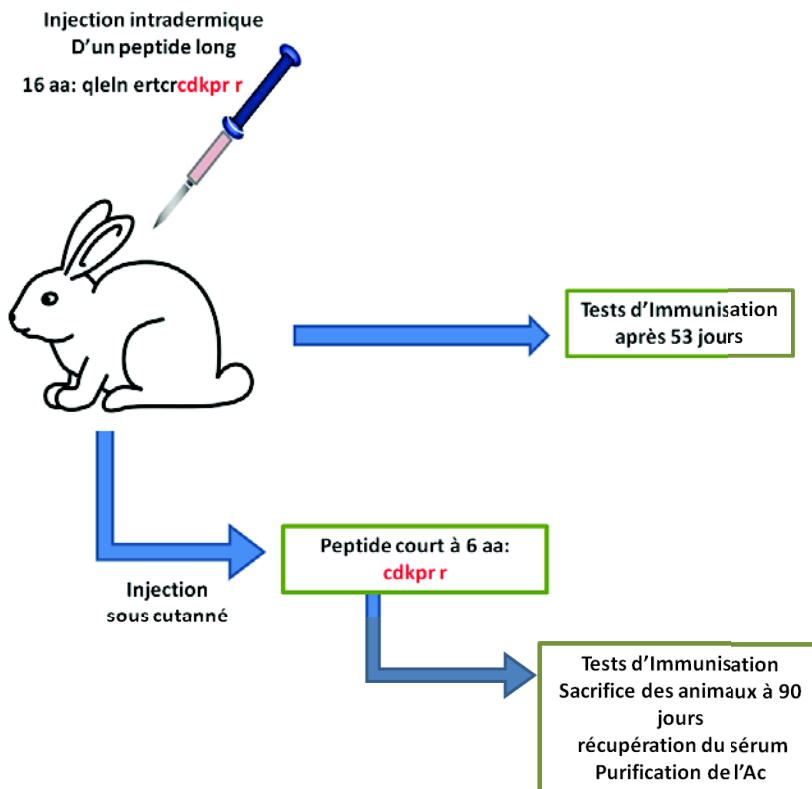 Injection intradermique
D'un peptide long
16 aa: qleln ertcrcdkpr r
Tests d'Immunisation
après 53 jours
Peptide court à 6 aa:
cdkpr r
Injection
sous cutanné
Tests d'Immunisation
Sacrifice des animaux à 90
jours
récupération du sérum
Purification de l'Ac